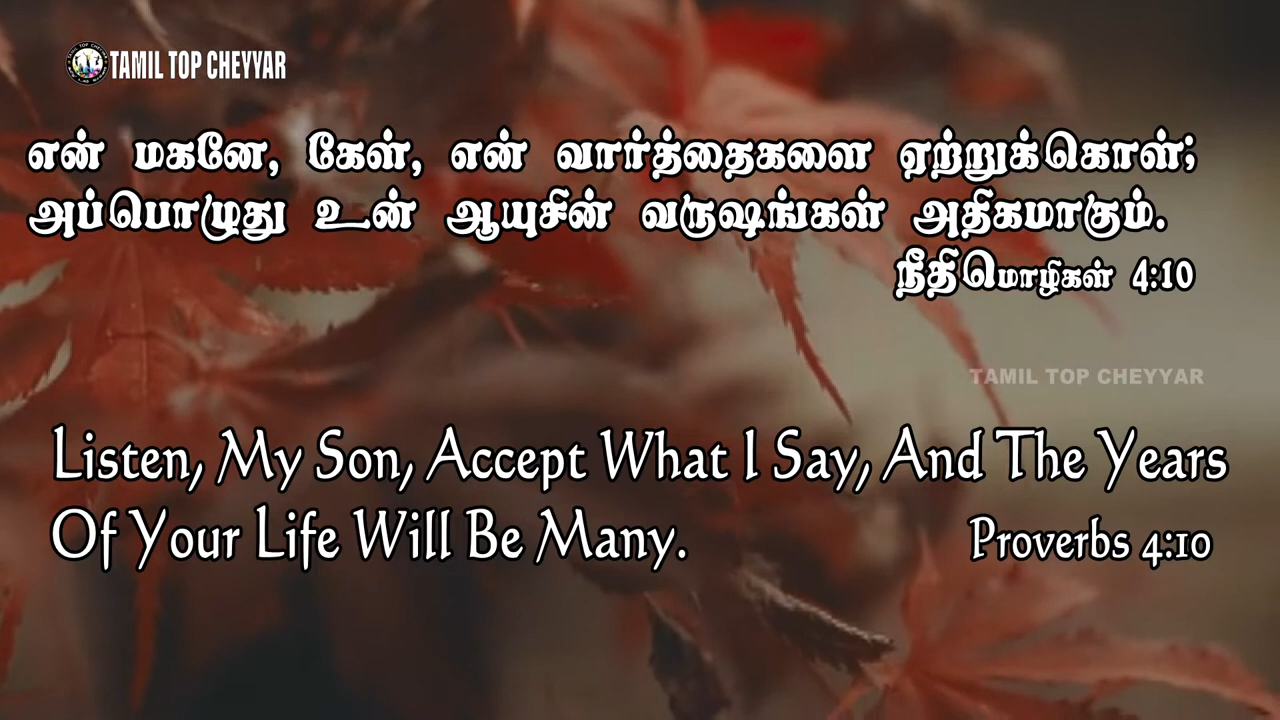 TAMIL TOP CHEYYAR
என் மகனே, கேள், என் வார்த்தைகளை ஏற்றுக்கொள்;
அப்பொழுது உன் ஆயுசின் வருஷங்கள் அதிகமாகும்.
நீதிமொழிகள் 4:10
TAMIL TOP CHEYYAR
Listen, My Son, Accept What I Say, And The Years
Of Your Life Will Be Many.
Proverbs 4:10